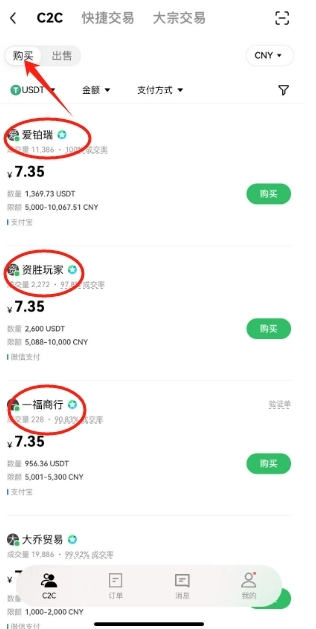 C2C 快捷交易 大宗交易
购买 出售 CNY
USDT 金额 支付方式
爱铂瑞
成交量 11,386 · 100% 成交率
¥ 7.35
购买
数量 1,369.73 USDT
限额 5,000-10,067.51 CNY
支付宝
资胜玩家
成交量 2,272 · 97.8% 成交率
¥ 7.35
购买
数量 2,600 USDT
限额 5,088-10,000 CNY
微信支付
一福商行 验证单
成交量 228 · 90.83% 成交率
¥ 7.35
购买
数量 956.36 USDT
限额 5,001-5,300 CNY
支付宝
大乔贸易
成交量 19,886 · 99.92% 成交率
C2C 订单 消息 我的
限额 1,000-2,000 CNY